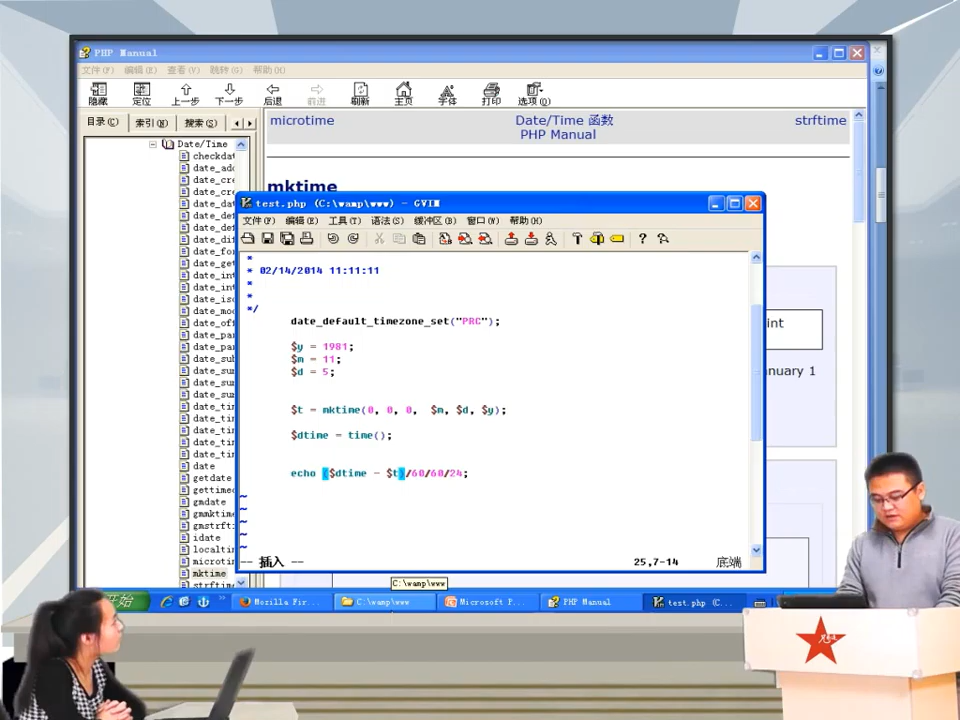 PHP Manual
文件(F) 编辑(E) 查看(V) 跳转(G) 帮助(H)
隐藏 定位 上一步 下一步 后退 前进 刷新 主页 字体 打印 选项(O)
目录(C) 索引(N) 搜索(S)
microtime Date/Time 函数 strftime
PHP Manual
mktime
Date/Time
checkdat
date_add
date_cre
date_cre
date_dat
date_def
date_def
date_dif
date_for
date_get
date_int
date_int
date_iso
date_mod
date_off
date_par
date_par
date_sub
date_sun
date_sun
date_sun
date_tim
date_tim
date_tim
date_tim
date_tim
date
getdate
gettimeo
gmdate
gmmktime
gmstrfti
idate
localtim
microtim
mktime
strftime
int
anuary 1
test.php (C:\wamp\www) - GVIM
文件(F) 编辑(E) 工具(T) 语法(S) 缓冲区(B) 窗口(W) 帮助(H)
*
* 02/14/2014 11:11:11
*
*
*/
date_default_timezone_set("PRC");
$y = 1981;
$m = 11;
$d = 5;
$t = mktime(0, 0, 0, $m, $d, $y);
$dtime = time();
echo ($dtime - $t)/60/60/24;
~
~
~
~
~
-- 插入 -- 25,7-14 底端
C:\wamp\www
开始 Mozilla Fir... C:\wamp\www Microsoft P... PHP Manual test.php (C...